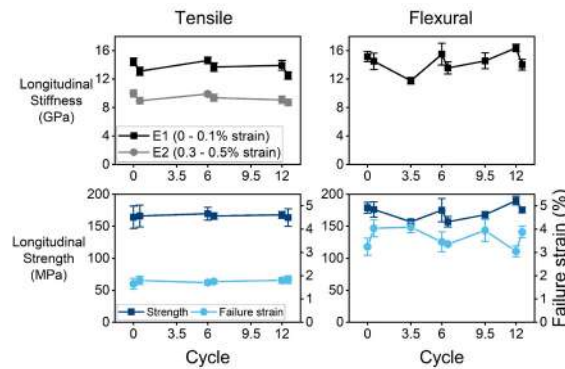 Tensile Flexural
Longitudinal
Stiffness
(GPa)
16
12
8
4
0
E1 (0 - 0.1% strain)
E2 (0.3 - 0.5% strain)
0 3.5 6 9.5 12
16
12
8
4
0
0 3.5 6 9.5 12
Longitudinal
Strength
(MPa)
200
150
100
50
0
Strength Failure strain
5
4
3
2
1
0
0 3.5 6 9.5 12
Cycle
200
150
100
50
0
5
4
3
2
1
0
Failure strain (%)
0 3.5 6 9.5 12
Cycle